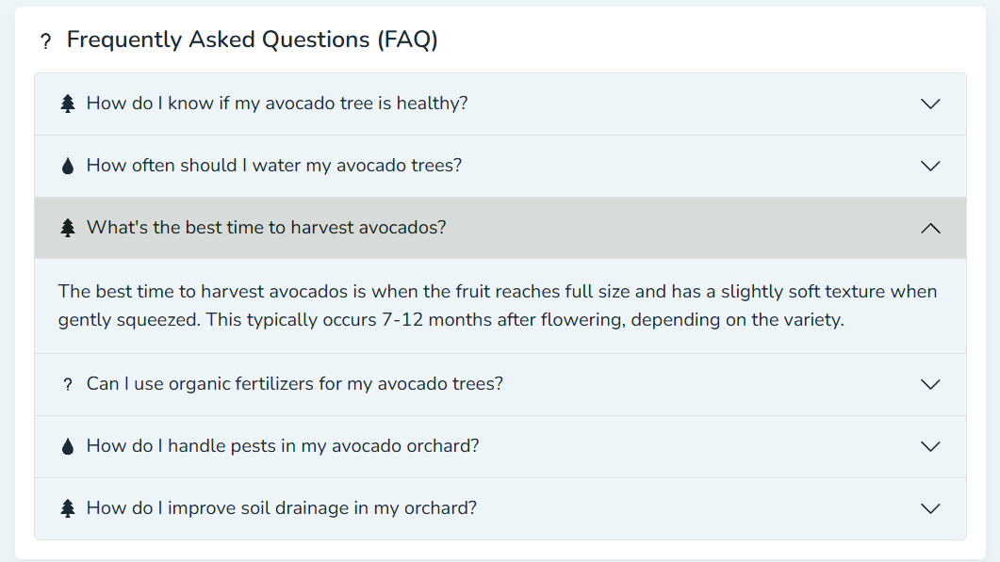 ? Frequently Asked Questions (FAQ)
How do I know if my avocado tree is healthy?
How often should I water my avocado trees?
What's the best time to harvest avocados?
The best time to harvest avocados is when the fruit reaches full size and has a slightly soft texture when
gently squeezed. This typically occurs 7-12 months after flowering, depending on the variety.
? Can I use organic fertilizers for my avocado trees?
How do I handle pests in my avocado orchard?
How do I improve soil drainage in my orchard?